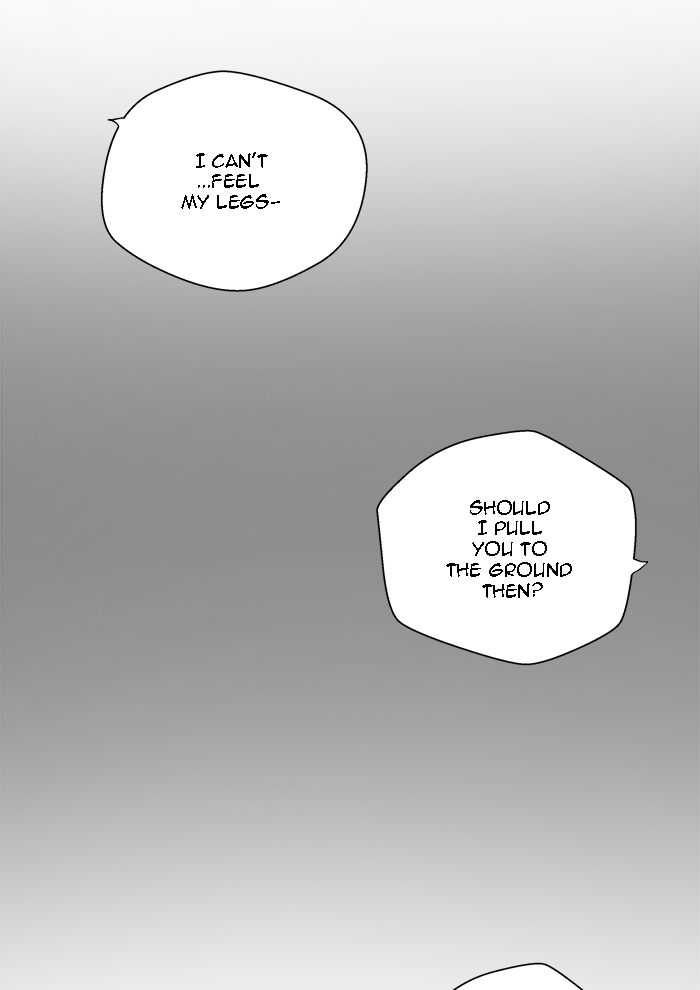 I CAN'T
...FEEL
MY LEGS-
SHOULD
I PULL
YOU TO
THE GROUND
THEN?